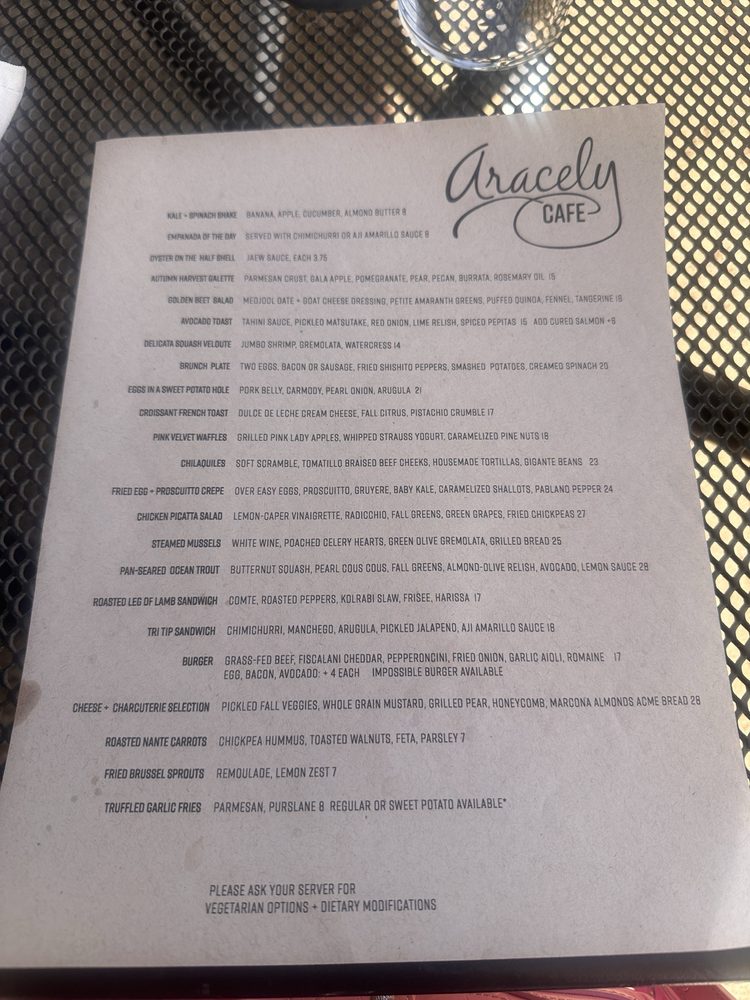 Aracely
CAFE
KALE + SPINACH SHAKE BANANA, APPLE, CUCUMBER, ALMOND BUTTER 8
EMPANADA OF THE DAY SERVED WITH CHIMICHURRI OR AJI AMARILLO SAUCE 8
OYSTER ON THE HALF SHELL JAEW SAUCE, EACH 3.75
AUTUMN HARVEST GALETTE PARMESAN CRUST, GALA APPLE, POMEGRANATE, PEAR, PECAN, BURRATA, ROSEMARY OIL 15
GOLDEN BEET SALAD MEDJOOL DATE + GOAT CHEESE DRESSING, PETITE AMARANTH GREENS, PUFFED QUINOA, FENNEL, TANGERINE 16
AVOCADO TOAST TAHINI SAUCE, PICKLED MATSUTAKE, RED ONION, LIME RELISH, SPICED PEPITAS 15 ADD CURED SALMON +6
DELICATA SQUASH VELOUTE JUMBO SHRIMP, GREMOLATA, WATERCRESS 14
BRUNCH PLATE TWO EGGS, BACON OR SAUSAGE, FRIED SHISHITO PEPPERS, SMASHED POTATOES, CREAMED SPINACH 20
EGGS IN A SWEET POTATO HOLE PORK BELLY, CARMODY, PEARL ONION, ARUGULA 21
CROISSANT FRENCH TOAST DULCE DE LECHE CREAM CHEESE, FALL CITRUS, PISTACHIO CRUMBLE 17
PINK VELVET WAFFLES GRILLED PINK LADY APPLES, WHIPPED STRAUSS YOGURT, CARAMELIZED PINE NUTS 18
CHILAQUILES SOFT SCRAMBLE, TOMATILLO BRAISED BEEF CHEEKS, HOUSEMADE TORTILLAS, GIGANTE BEANS 23
FRIED EGG + PROSCUITTO CREPE OVER EASY EGGS, PROSCUITTO, GRUYERE, BABY KALE, CARAMELIZED SHALLOTS, PABLANO PEPPER 24
CHICKEN PICATTA SALAD LEMON-CAPER VINAIGRETTE, RADICCHIO, FALL GREENS, GREEN GRAPES, FRIED CHICKPEAS 27
STEAMED MUSSELS WHITE WINE, POACHED CELERY HEARTS, GREEN OLIVE GREMOLATA, GRILLED BREAD 25
PAN-SEARED OCEAN TROUT BUTTERNUT SQUASH, PEARL COUS COUS, FALL GREENS, ALMOND-OLIVE RELISH, AVOCADO, LEMON SAUCE 28
ROASTED LEG OF LAMB SANDWICH COMTE, ROASTED PEPPERS, KOLRABI SLAW, FRISEE, HARISSA 17
TRI TIP SANDWICH CHIMICHURRI, MANCHEGO, ARUGULA, PICKLED JALAPENO, AJI AMARILLO SAUCE 18
BURGER GRASS-FED BEEF, FISCALANI CHEDDAR, PEPPERONCINI, FRIED ONION, GARLIC AIOLI, ROMAINE 17
EGG, BACON, AVOCADO: + 4 EACH IMPOSSIBLE BURGER AVAILABLE
CHEESE + CHARCUTERIE SELECTION PICKLED FALL VEGGIES, WHOLE GRAIN MUSTARD, GRILLED PEAR, HONEYCOMB, MARCONA ALMONDS ACME BREAD 28
ROASTED NANTE CARROTS CHICKPEA HUMMUS, TOASTED WALNUTS, FETA, PARSLEY 7
FRIED BRUSSEL SPROUTS REMOULADE, LEMON ZEST 7
TRUFFLED GARLIC FRIES PARMESAN, PURSLANE 8 REGULAR OR SWEET POTATO AVAILABLE*
PLEASE ASK YOUR SERVER FOR
VEGETARIAN OPTIONS + DIETARY MODIFICATIONS